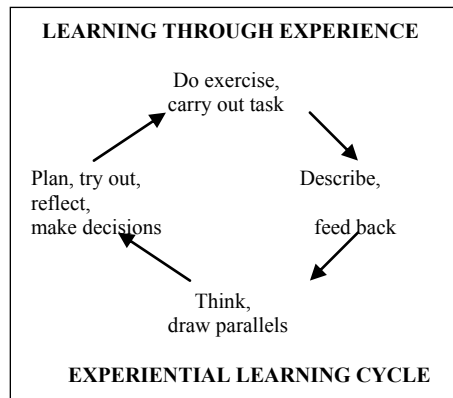 LEARNING THROUGH EXPERIENCE
Do exercise,
carry out task
Plan, try out,
reflect,
make decisions
Describe,
feed back
Think,
draw parallels
EXPERIENTIAL LEARNING CYCLE